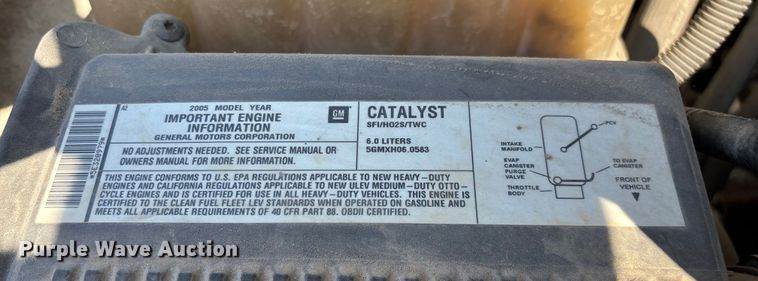 42
2005 MODEL YEAR
IMPORTANT ENGINE
INFORMATION
GENERAL MOTORS CORPORATION
GM
NO ADJUSTMENTS NEEDED. SEE SERVICE MANUAL OR
OWNERS MANUAL FOR MORE INFORMATION.
THIS ENGINE CONFORMS TO U.S. EPA REGULATIONS APPLICABLE TO NEW HEAVY-DUTY
ENGINES AND CALIFORNIA REGULATIONS APPLICABLE TO NEW ULEV MEDIUM-DUTY OTTO-
CYCLE ENGINES AND IS CERTIFIED FOR USE IN ALL HEAVY-DUTY VEHICLES. THIS ENGINE IS
CERTIFIED TO THE CLEAN FUEL FLEET LEV STANDARDS WHEN OPERATED ON GASOLINE AND
MEETS ALL APPLICABLE REQUIREMENTS OF 40 CFR PART 88. OBDII CERTIFIED.
CATALYST
SFI/HO2S/TWC
6.0 LITERS
5GMXH06.0583
PCV
INTAKE
MANIFOLD
EVAP
CANISTER
PURGE
VALVE
THROTTLE
BODY
TO EVAP
CANISTER
FRONT OF
VEHICLE
Purple Wave Auction